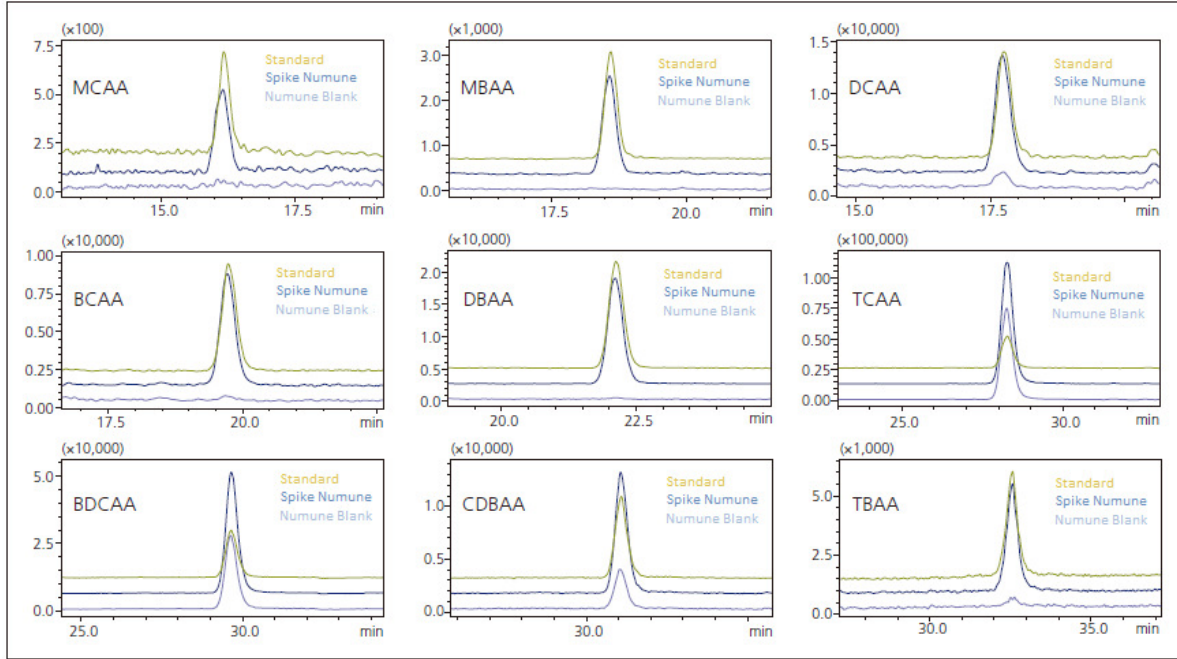 (×100)
7.5
5.0
2.5
0.0
MCAA
Standard
Spike Numune
Numune Blank
15.0 17.5 min
(×1,000)
3.0
2.0
1.0
0.0
MBAA
Standard
Spike Numune
Numune Blank
17.5 20.0 min
(×10,000)
1.5
1.0
0.5
0.0
DCAA
Standard
Spike Numune
Numune Blank
15.0 17.5 min
(×10,000)
1.00
0.75
0.50
0.25
0.00
BCAA
Standard
Spike Numune
Numune Blank
17.5 20.0 min
(×10,000)
2.0
1.5
1.0
0.5
0.0
DBAA
Standard
Spike Numune
Numune Blank
20.0 22.5 min
(×100,000)
1.00
0.75
0.50
0.25
0.00
TCAA
Standard
Spike Numune
Numune Blank
25.0 30.0 min
(×10,000)
5.0
2.5
0.0
BDCAA
Standard
Spike Numune
Numune Blank
25.0 30.0 min
(×10,000)
1.0
0.5
0.0
CDBAA
Standard
Spike Numune
Numune Blank
30.0 min
(×1,000)
5.0
2.5
0.0
TBAA
Standard
Spike Numune
Numune Blank
30.0 35.0 min